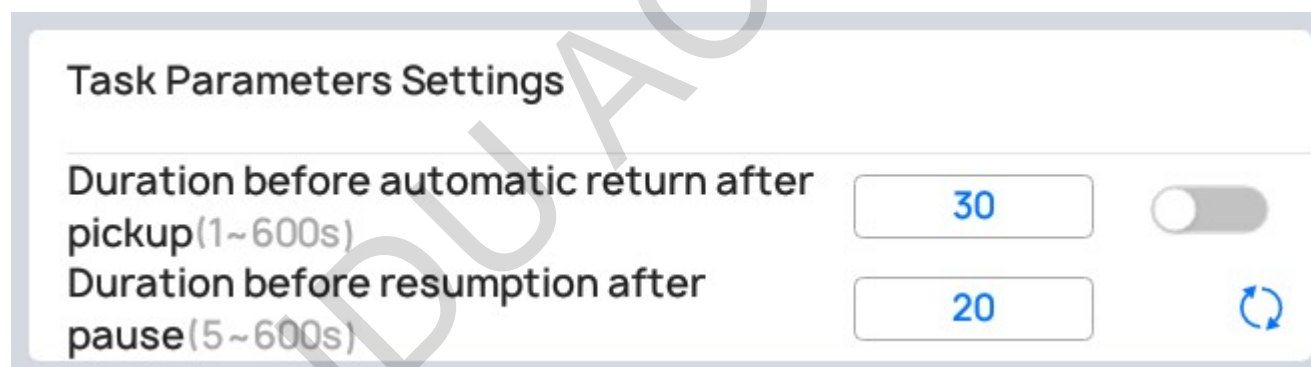 Task Parameters Settings
Duration before automatic return after
pickup(1~600s)
30
Duration before resumption after
pause(5~600s)
20